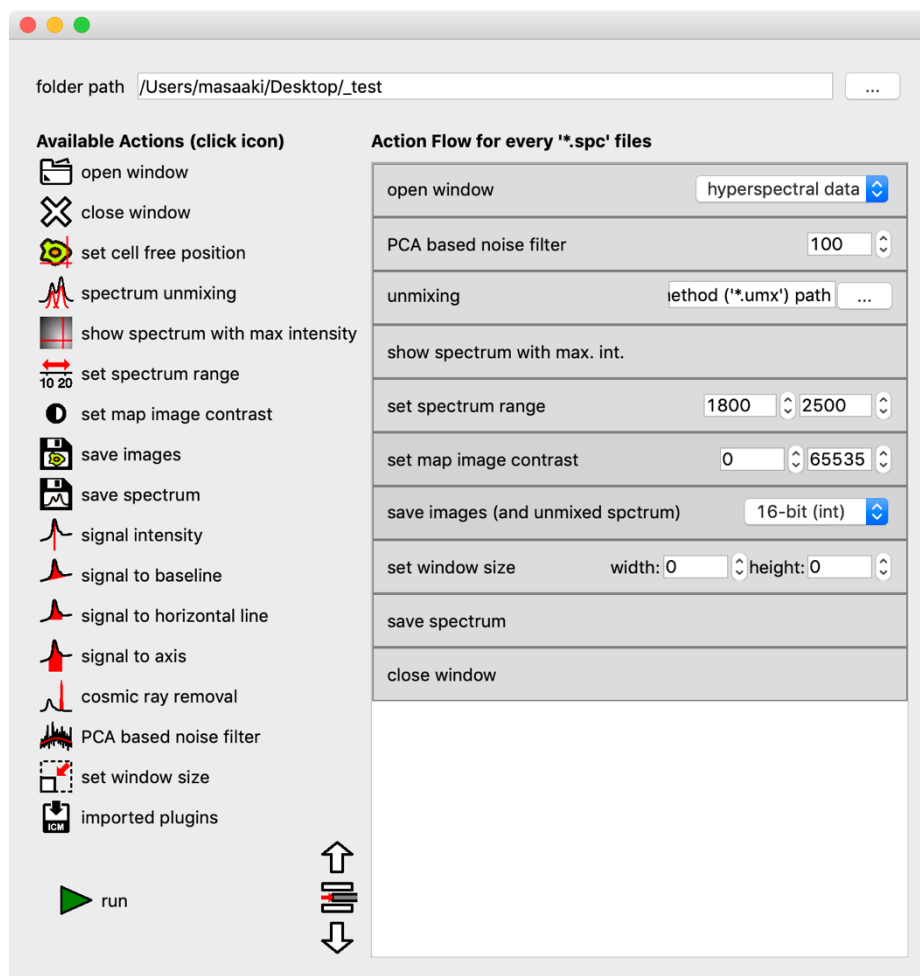 folder path /Users/masaaki/Desktop/_test ...
Available Actions (click icon)
open window
close window
set cell free position
spectrum unmixing
show spectrum with max intensity
10 20 set spectrum range
set map image contrast
save images
save spectrum
signal intensity
signal to baseline
signal to horizontal line
signal to axis
cosmic ray removal
PCA based noise filter
set window size
ICM imported plugins
run
Action Flow for every '*.spc' files
open window hyperspectral data
PCA based noise filter 100
unmixing ethod ('*.umx') path ...
show spectrum with max. int.
set spectrum range 1800 2500
set map image contrast 0 65535
save images (and unmixed spctrum) 16-bit (int)
set window size width: 0 height: 0
save spectrum
close window